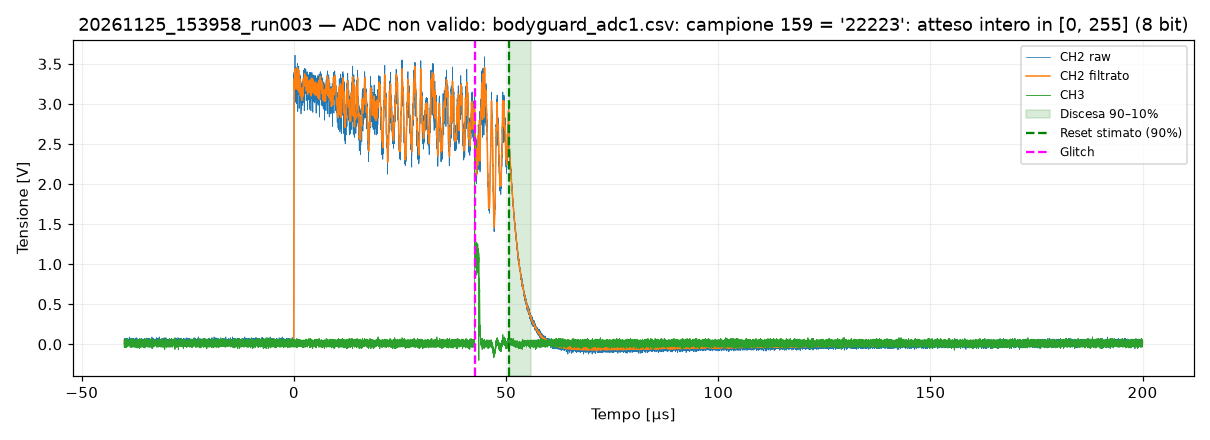 20261125_153958_run003 — ADC non valido: bodyguard_adc1.csv: campione 159 = '22223': atteso intero in [0, 255] (8 bit)
CH2 raw
CH2 filtrato
CH3
Discesa 90–10%
Reset stimato (90%)
Glitch
Tensione [V]
3.5
3.0
2.5
2.0
1.5
1.0
0.5
0.0
−50
0
50
100
150
200
Tempo [µs]